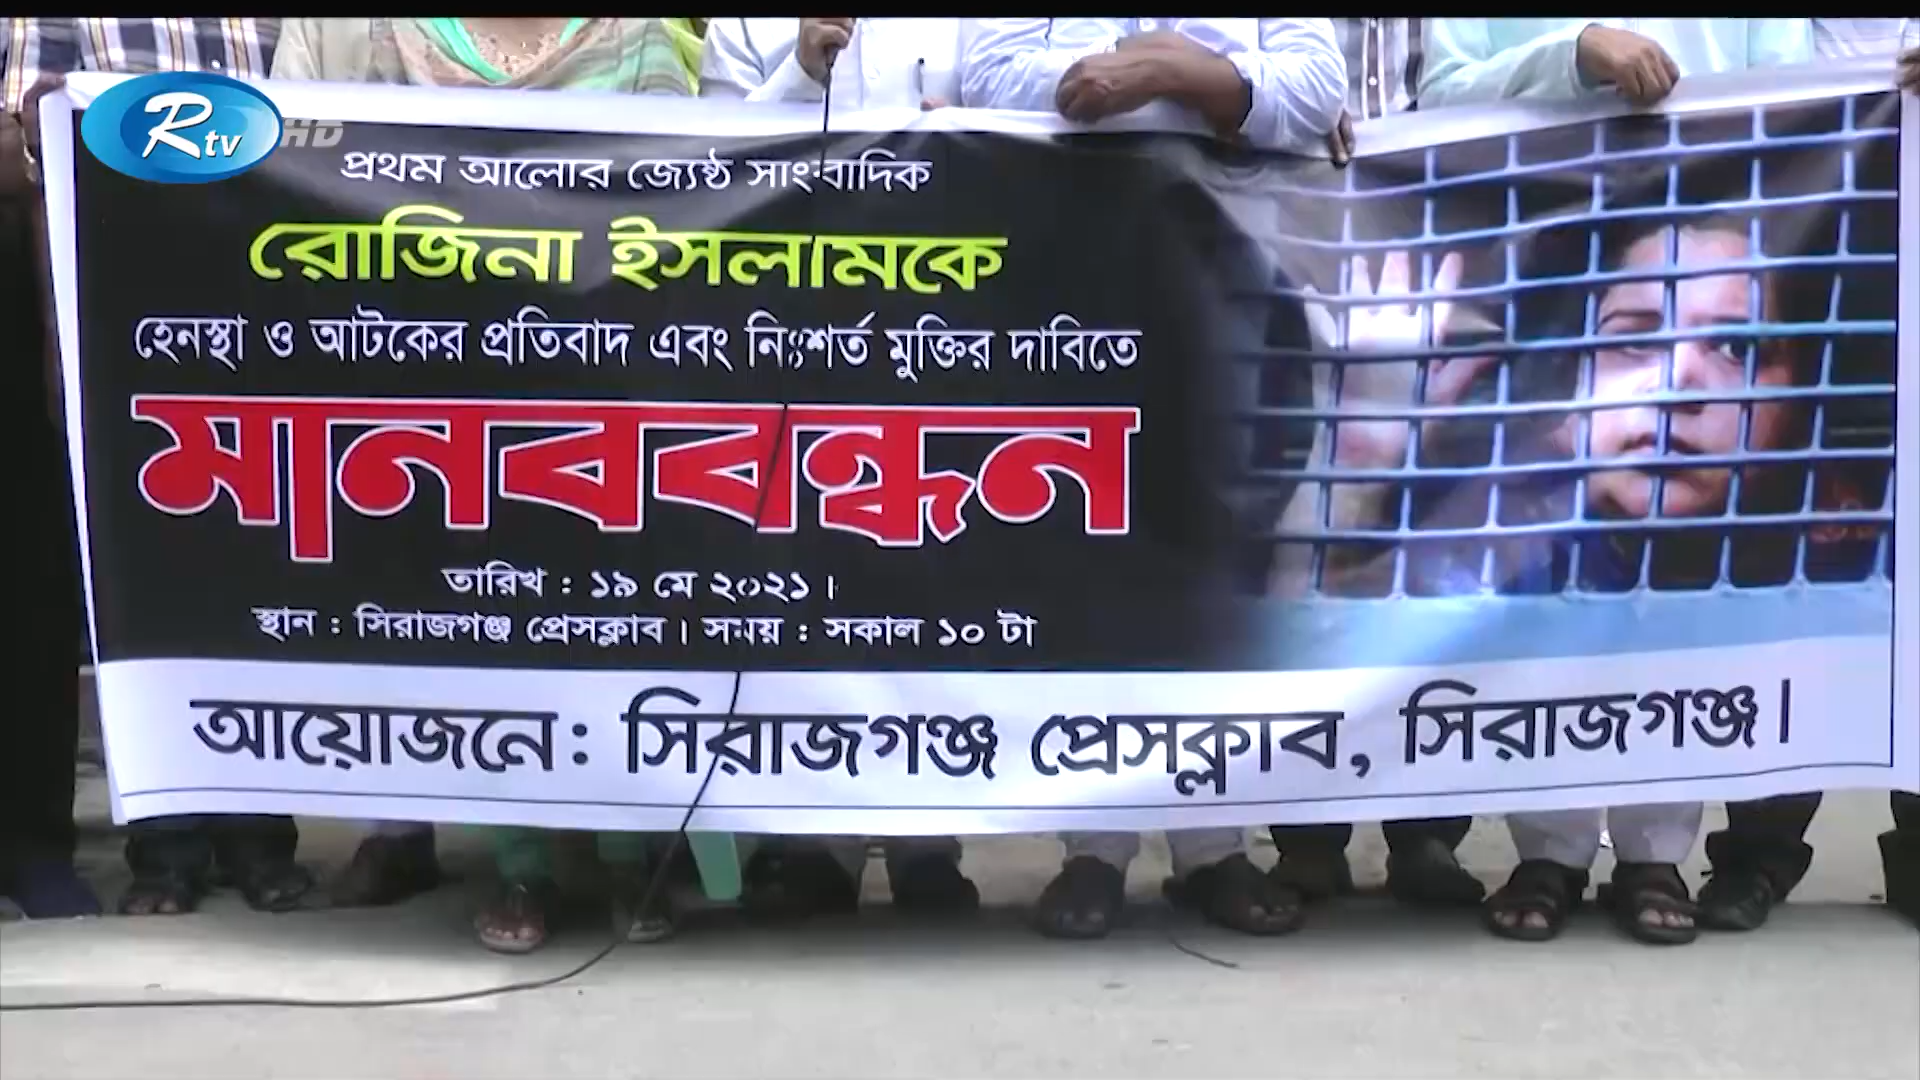 Rtv HD
প্রথম আলোর জ্যেষ্ঠ সাংবাদিক
রোজিনা ইসলামকে
হেনস্থা ও আটকের প্রতিবাদ এবং নিঃশর্ত মুক্তির দাবিতে
মানববন্ধন
তারিখ : ১৯ মে ২০২১।
স্থান : সিরাজগঞ্জ প্রেসক্লাব। সময় : সকাল ১০ টা
আয়োজনে: সিরাজগঞ্জ প্রেসক্লাব, সিরাজগঞ্জ।